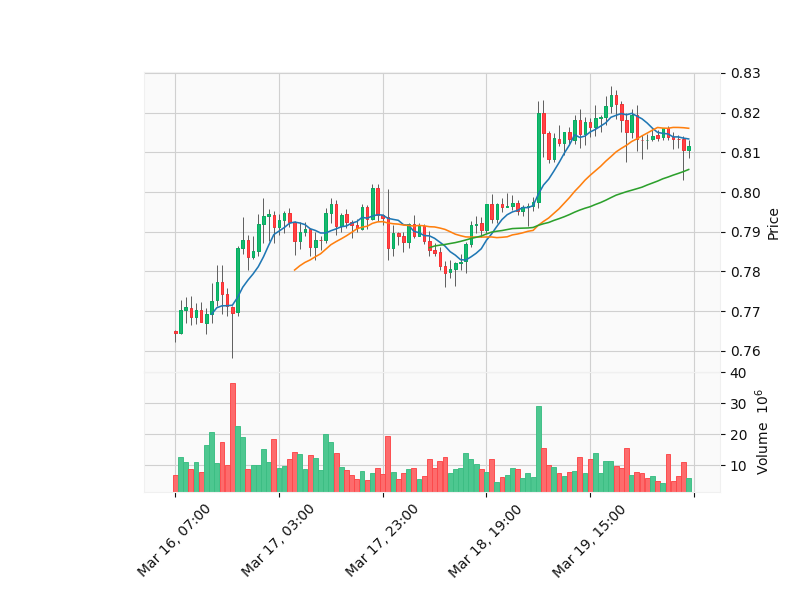 0.83
0.82
0.81
0.80
0.79
0.78
0.77
0.76
Price
40
30
20
10
Volume 10^6
Mar 16, 07:00
Mar 17, 03:00
Mar 17, 23:00
Mar 18, 19:00
Mar 19, 15:00